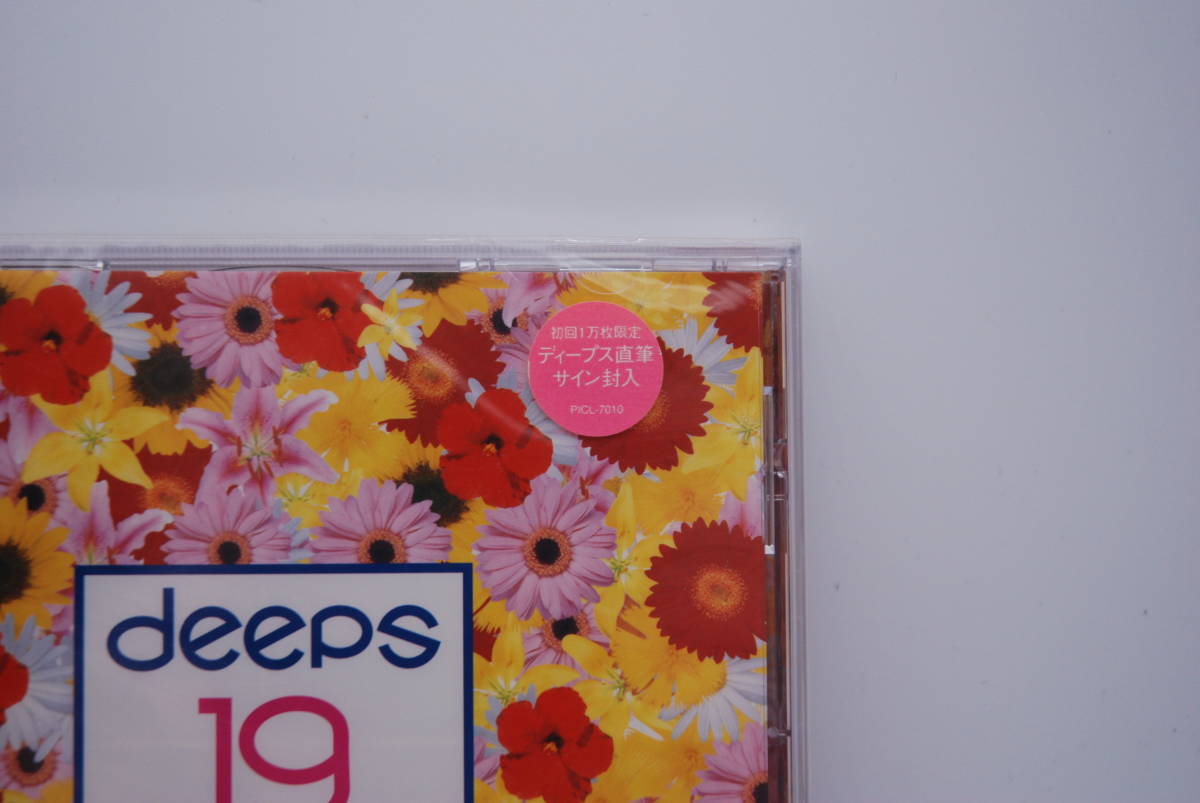 初回1万枚限定
ディープス直筆
サイン封入
PICL-7010
deeps
19